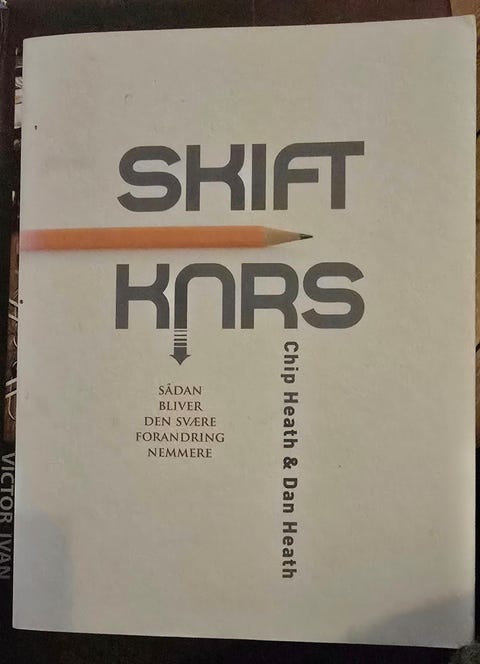 SKIFT
KURS
SÅDAN
BLIVER
DEN SVÆRE
FORANDRING
NEMMERE
Chip Heath & Dan Heath
VICTOR IVAN